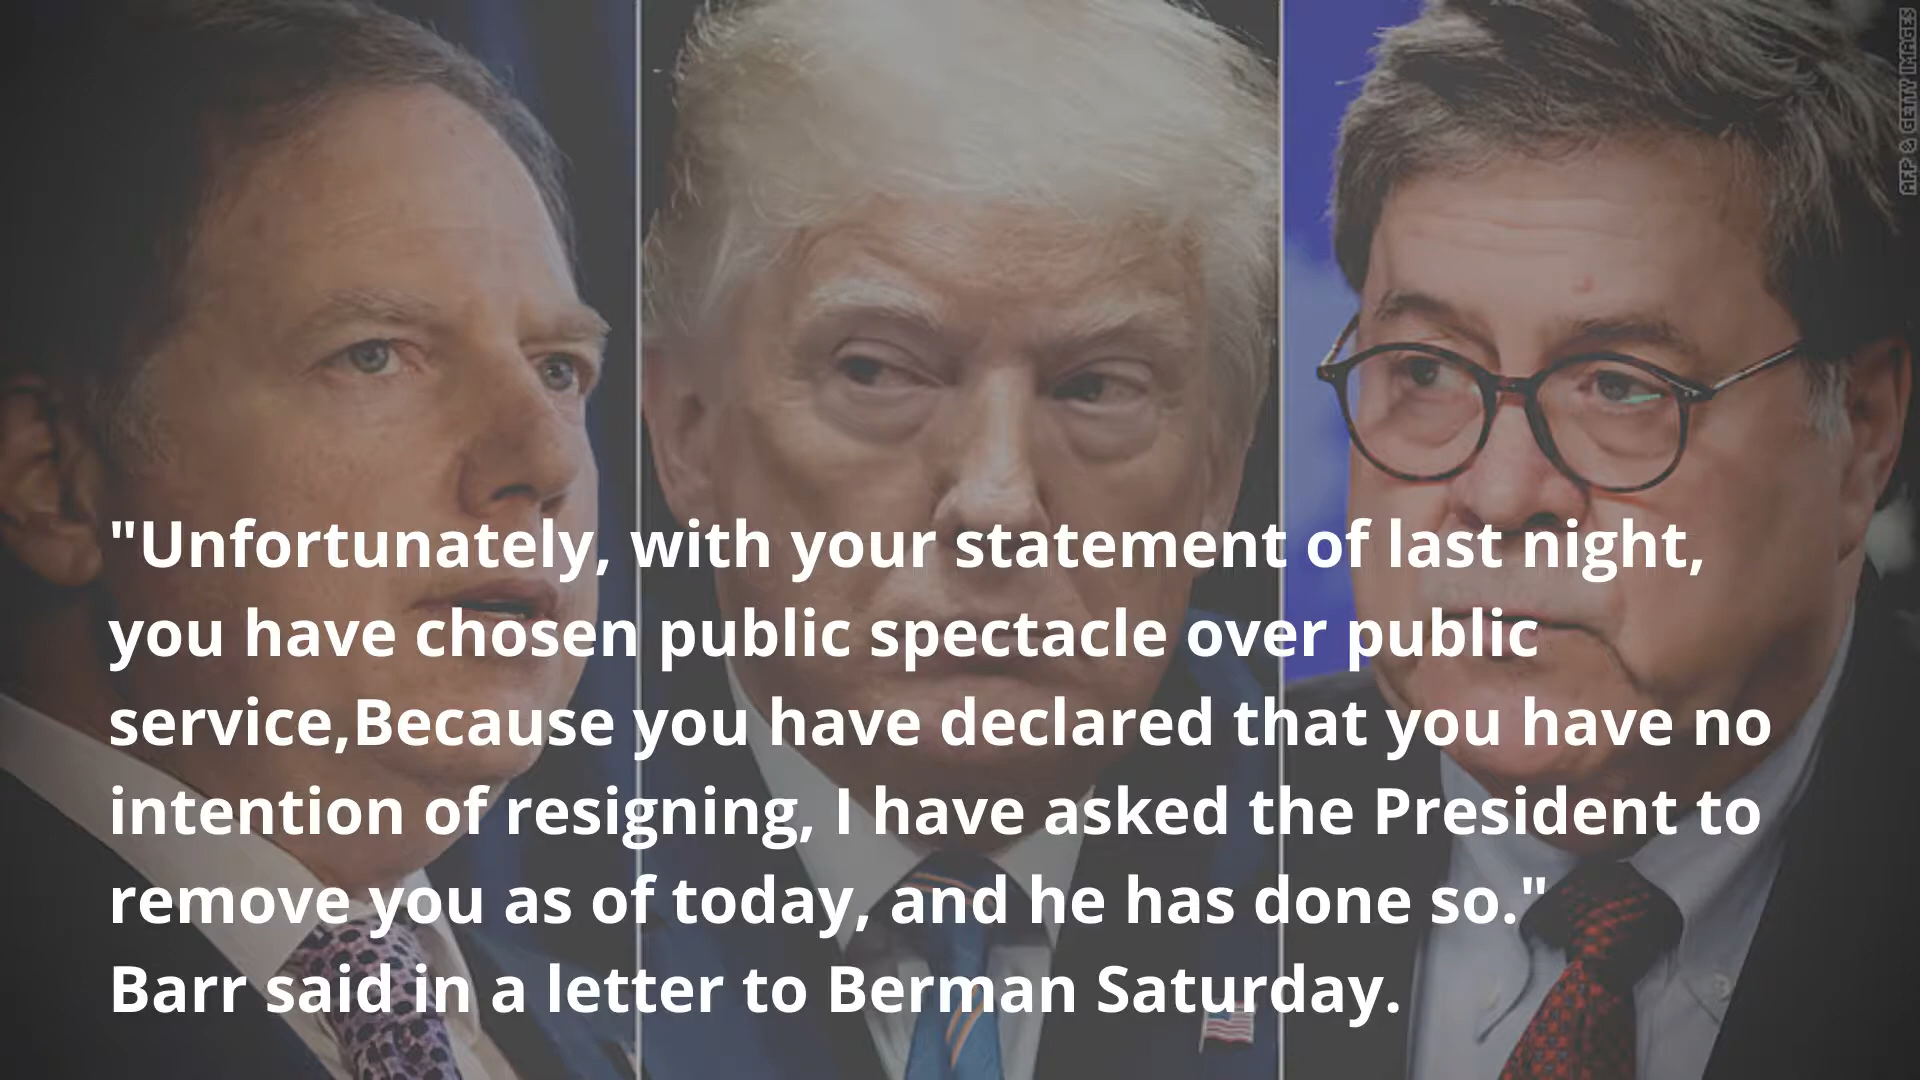 "Unfortunately, with your statement of last night,
you have chosen public spectacle over public
service,Because you have declared that you have no
intention of resigning, I have asked the President to
remove you as of today, and he has done so."
Barr said in a letter to Berman Saturday.
AFP & GETTY IMAGES